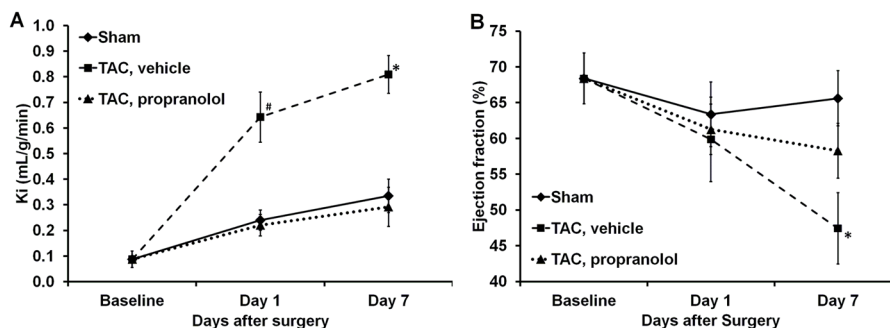 A
Ki (mL/g/min)
1.0
0.9
0.8
0.7
0.6
0.5
0.4
0.3
0.2
0.1
0.0
Sham
TAC, vehicle
TAC, propranolol
#
*
Baseline
Day 1
Day 7
Days after surgery
B
Ejection fraction (%)
75
70
65
60
55
50
45
40
Sham
TAC, vehicle
TAC, propranolol
*
Baseline
Day 1
Day 7
Days after Surgery